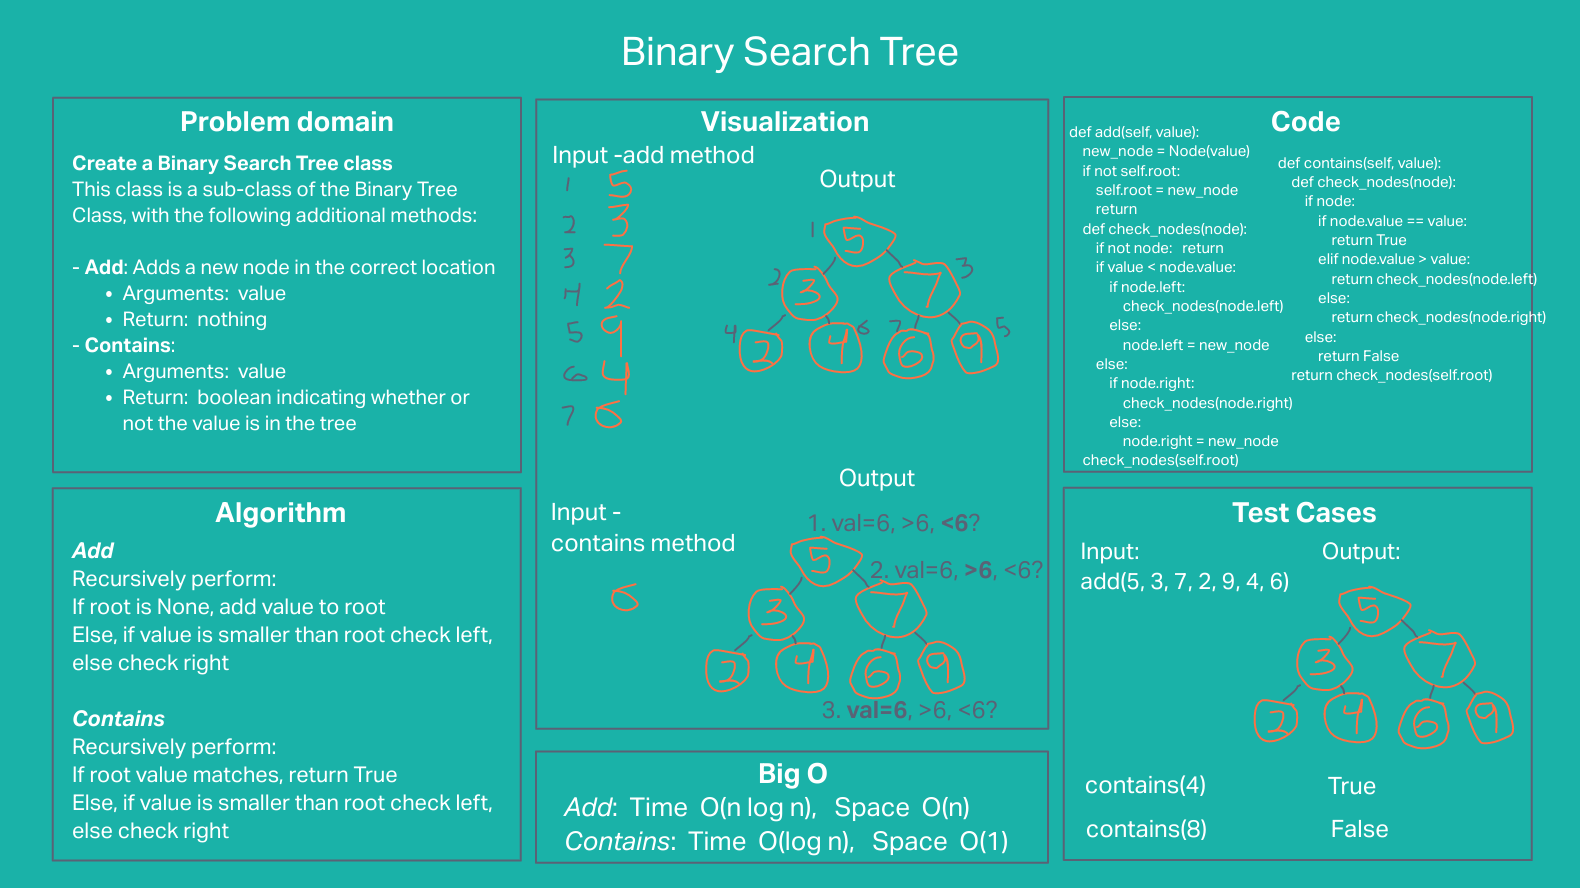 Binary Search Tree
Problem domain
Create a Binary Search Tree class
This class is a sub-class of the Binary Tree
Class, with the following additional methods:
- Add: Adds a new node in the correct location
• Arguments: value
• Return: nothing
- Contains:
• Arguments: value
• Return: boolean indicating whether or
not the value is in the tree
Algorithm
Add
Recursively perform:
If root is None, add value to root
Else, if value is smaller than root check left,
else check right
Contains
Recursively perform:
If root value matches, return True
Else, if value is smaller than root check left,
else check right
Visualization
Input -add method
1 5
2 3
3 7
4 2
5 9
6 4
7 6
Output
1 5
2 3 7 3
4 2 4 6 7 6 9 5
Input -
contains method
6
Output
1. val=6, >6, <6?
5
2. val=6, >6, <6?
3 7
2 4 6 9
3. val=6, >6, <6?
Big O
Add: Time O(n log n), Space O(n)
Contains: Time O(log n), Space O(1)
Code
def add(self, value):
new_node = Node(value)
if not self.root:
self.root = new_node
return
def check_nodes(node):
if not node: return
if value < node.value:
if node.left:
check_nodes(node.left)
else:
node.left = new_node
else:
if node.right:
check_nodes(node.right)
else:
node.right = new_node
check_nodes(self.root)
def contains(self, value):
def check_nodes(node):
if node:
if node.value == value:
return True
elif node.value > value:
return check_nodes(node.left)
else:
return check_nodes(node.right)
else:
return False
return check_nodes(self.root)
Test Cases
Input: Output:
add(5, 3, 7, 2, 9, 4, 6)
5
3 7
2 4 6 9
contains(4) True
contains(8) False